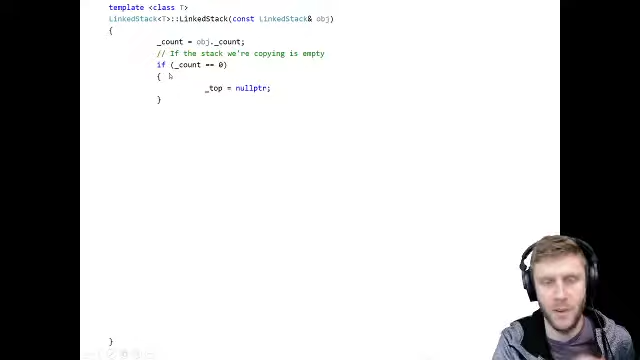 template <class T>
LinkedStack<T>::LinkedStack(const LinkedStack& obj)
{
_count = obj._count;
// If the stack we're copying is empty
if (_count == 0)
{
_top = nullptr;
}
}